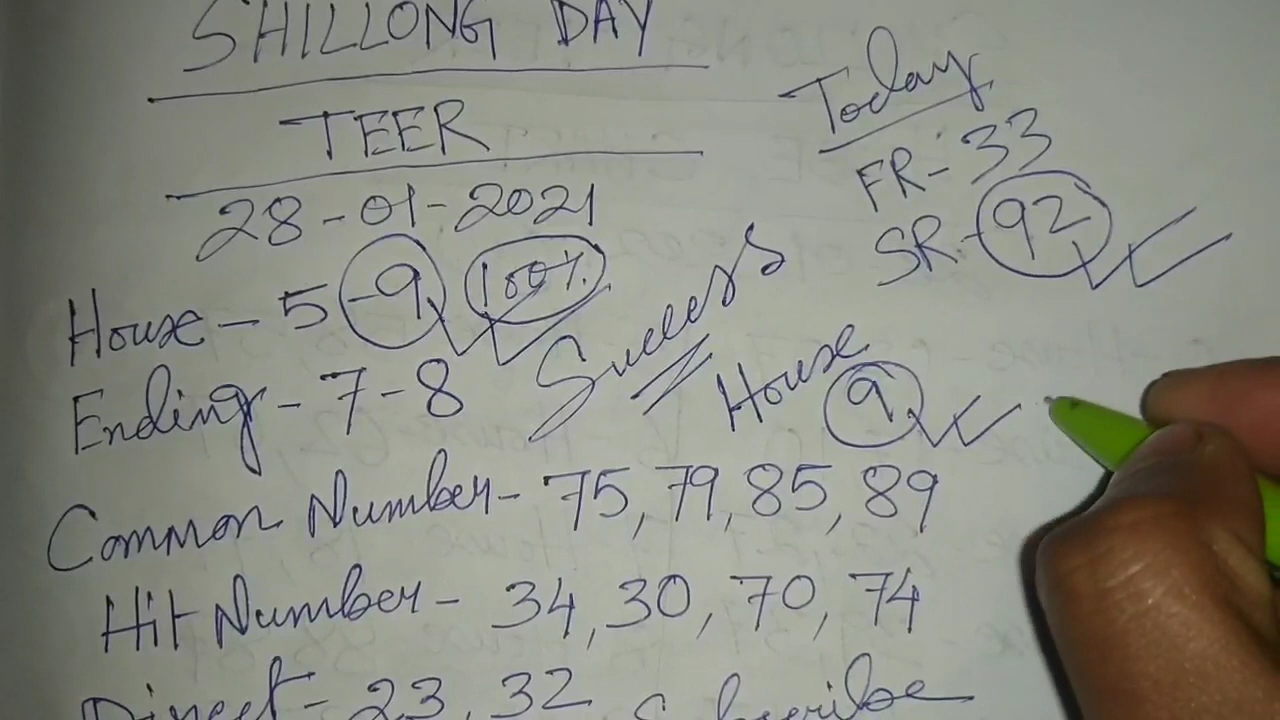 SHILLONG DAY
TEER
28-01-2021
House - 5 -9 100%
Ending - 7-8
Success
Today
FR - 33
SR - 92
House
9
Common Number - 75, 79, 85, 89
Hit Number - 34, 30, 70, 74
Direct - 23, 32 Subscribe